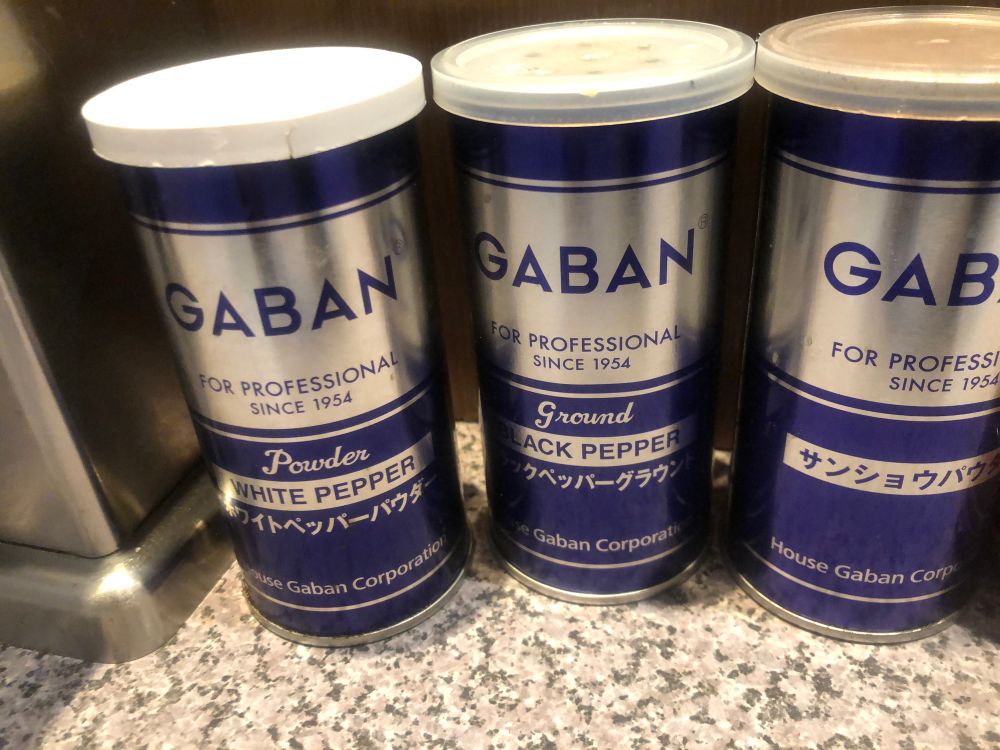 GABAN®
FOR PROFESSIONAL
SINCE 1954
Powder
WHITE PEPPER
ホワイトペッパーパウダー
House Gaban Corporation
GABAN®
FOR PROFESSIONAL
SINCE 1954
Ground
BLACK PEPPER
ックペッパーグラウンド
se Gaban Corporation
GABA
FOR PROFESSIONA
SINCE 1954
サンショウパウダ
House Gaban Corpo